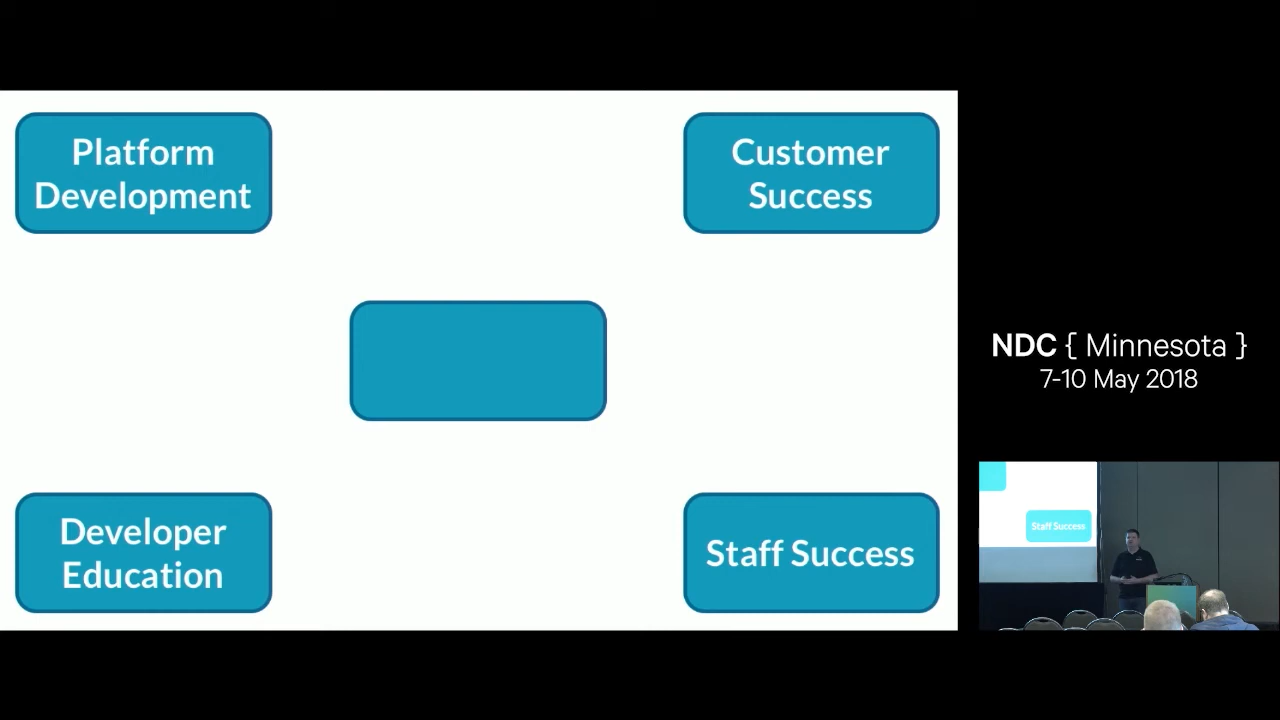 Platform
Development
Customer
Success
Developer
Education
Staff Success
NDC { Minnesota }
7-10 May 2018
Staff Success